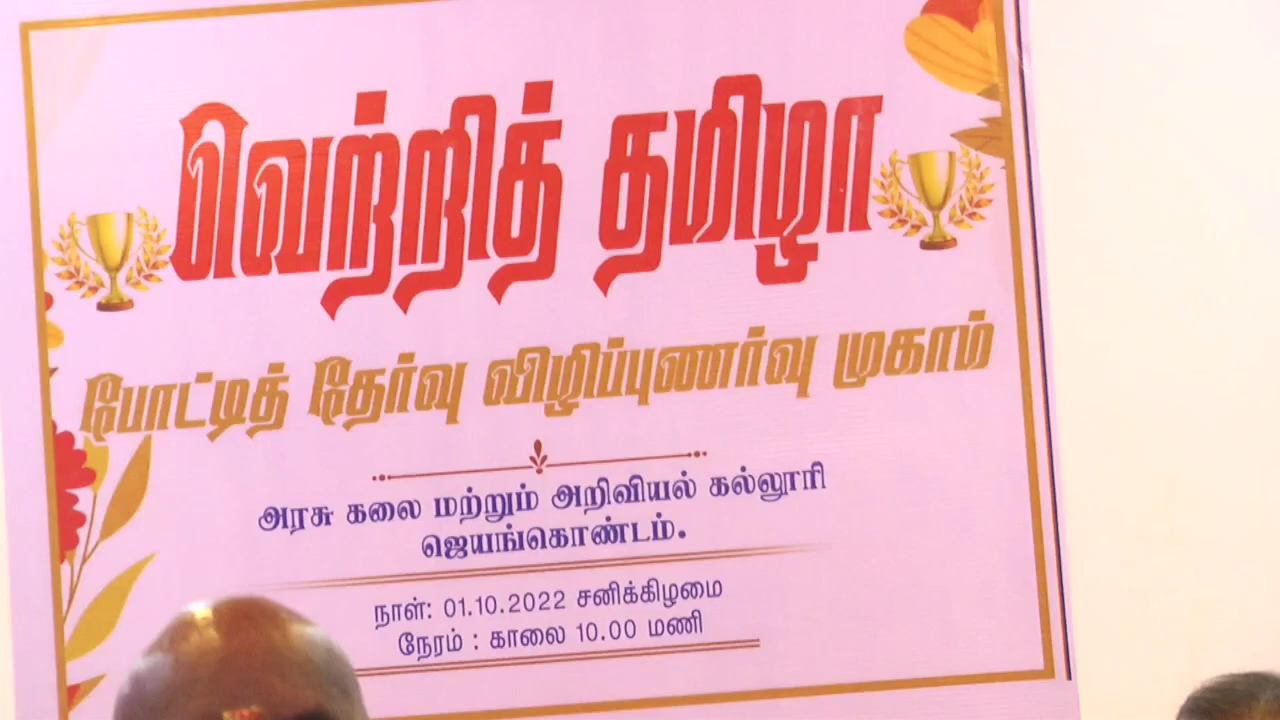 வெற்றித் தமிழா
போட்டித் தேர்வு விழிப்புணர்வு முகாம்
அரசு கலை மற்றும் அறிவியல் கல்லூரி
ஜெயங்கொண்டம்.
நாள்: 01.10.2022 சனிக்கிழமை
நேரம் : காலை 10.00 மணி